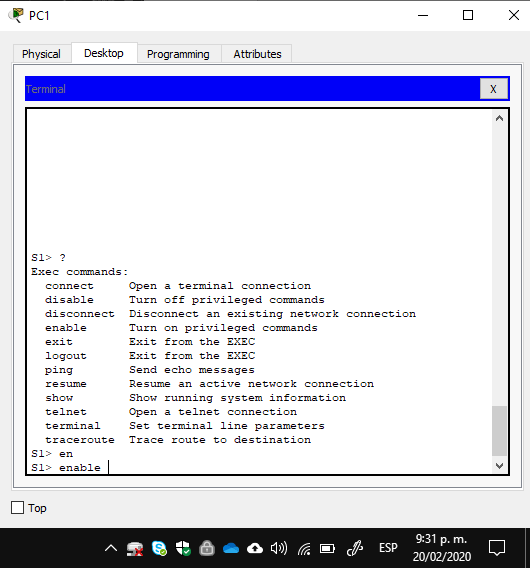 PC1
Physical Desktop Programming Attributes
Terminal X
S1> ?
Exec commands:
  connect     Open a terminal connection
  disable     Turn off privileged commands
  disconnect  Disconnect an existing network connection
  enable      Turn on privileged commands
  exit        Exit from the EXEC
  logout      Exit from the EXEC
  ping        Send echo messages
  resume      Resume an active network connection
  show        Show running system information
  telnet      Open a telnet connection
  terminal    Set terminal line parameters
  traceroute  Trace route to destination
S1> en
S1> enable
Top
ESP
9:31 p. m.
20/02/2020